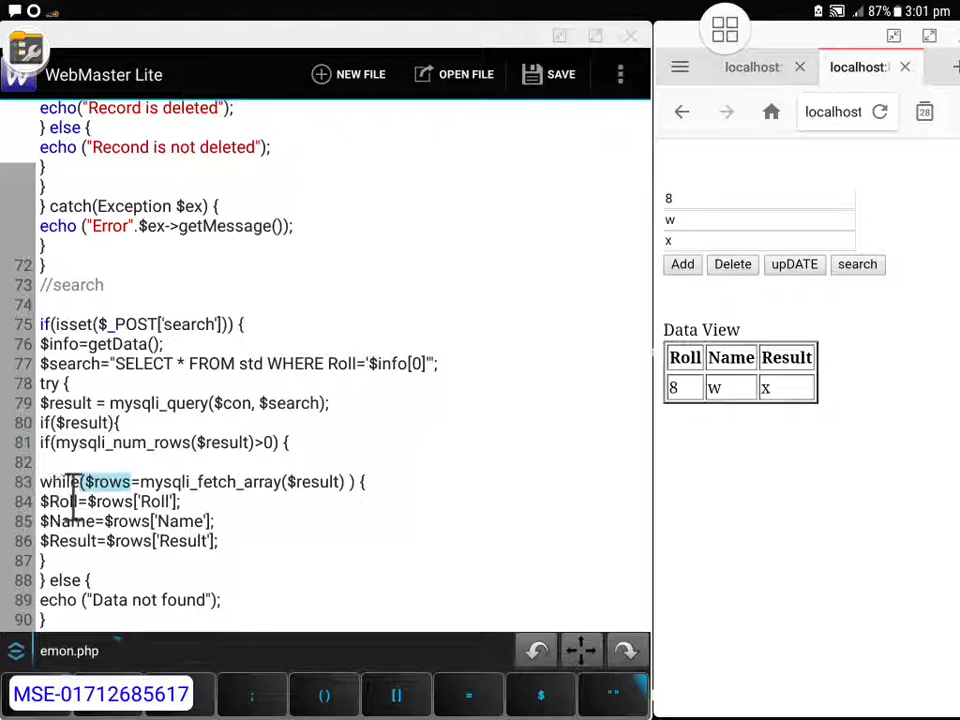 87% 3:01 pm
WebMaster Lite
NEW FILE
OPEN FILE
SAVE
echo("Record is deleted");
} else {
echo ("Recond is not deleted");
}
}
} catch(Exception $ex) {
echo ("Error".$ex->getMessage());
}
72 }
73 //search
74
75 if(isset($_POST['search'])) {
76 $info=getData();
77 $search="SELECT * FROM std WHERE Roll='$info[0]'";
78 try {
79 $result = mysqli_query($con, $search);
80 if($result){
81 if(mysqli_num_rows($result)>0) {
82
83 while($rows=mysqli_fetch_array($result) ) {
84 $Roll=$rows['Roll'];
85 $Name=$rows['Name'];
86 $Result=$rows['Result'];
87 }
88 } else {
89 echo ("Data not found");
90 }
emon.php
MSE-01712685617
; () [] = $ ""
localhost:
localhost:l
localhost
28
8
w
x
Add Delete upDATE search
Data View
Roll Name Result
8 w x